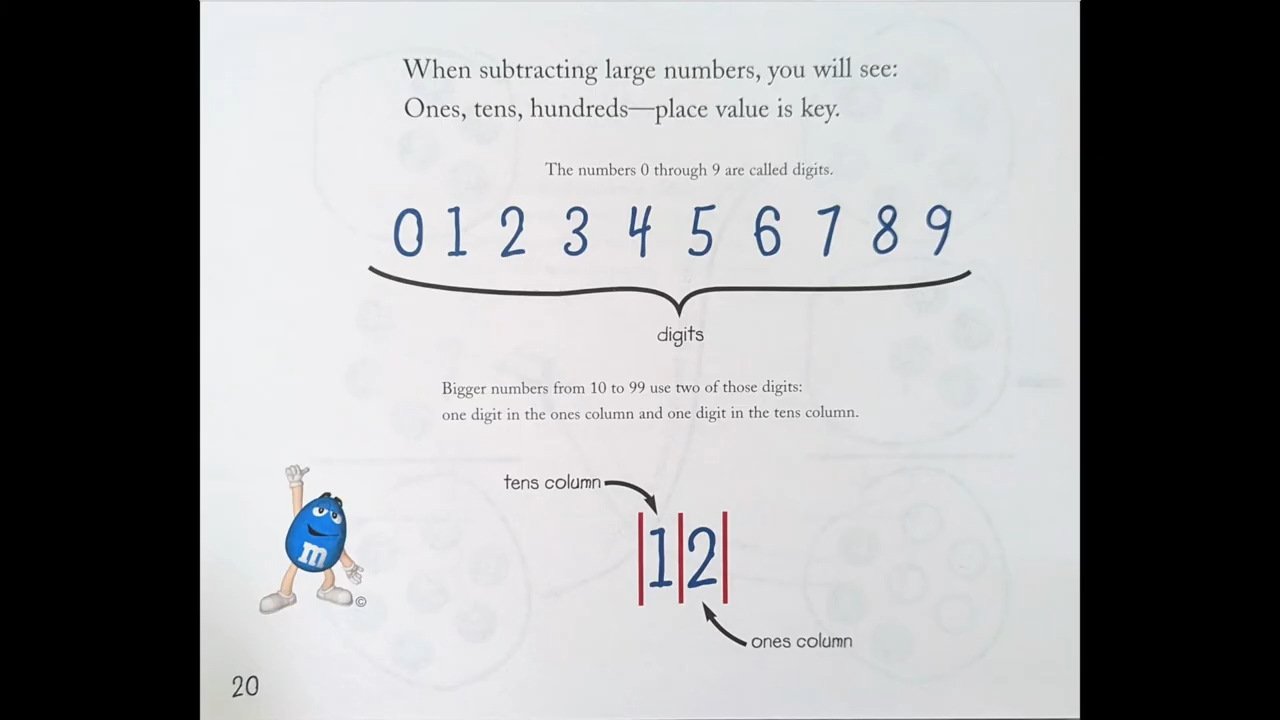 When subtracting large numbers, you will see:
Ones, tens, hundreds—place value is key.
The numbers 0 through 9 are called digits.
0 1 2 3 4 5 6 7 8 9
digits
Bigger numbers from 10 to 99 use two of those digits:
one digit in the ones column and one digit in the tens column.
tens column
12
m
©
ones column
20